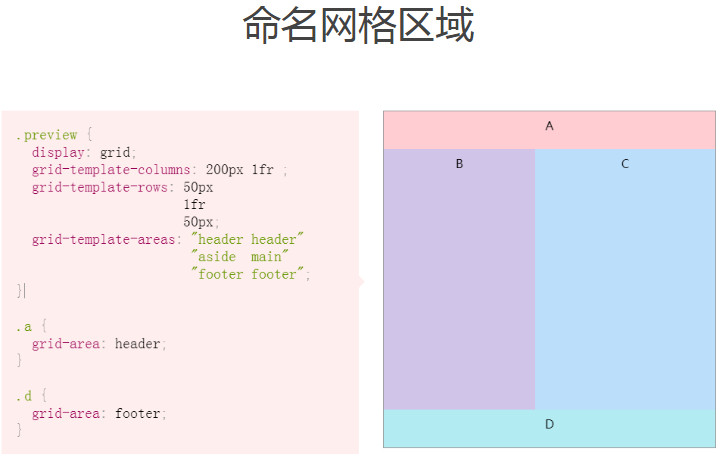 命名网格区域
.preview {
  display: grid;
  grid-template-columns: 200px 1fr ;
  grid-template-rows: 50px
                      1fr
                      50px;
  grid-template-areas: "header header"
                       "aside  main"
                       "footer footer";
}
.a {
  grid-area: header;
}
.d {
  grid-area: footer;
}
A
B
C
D